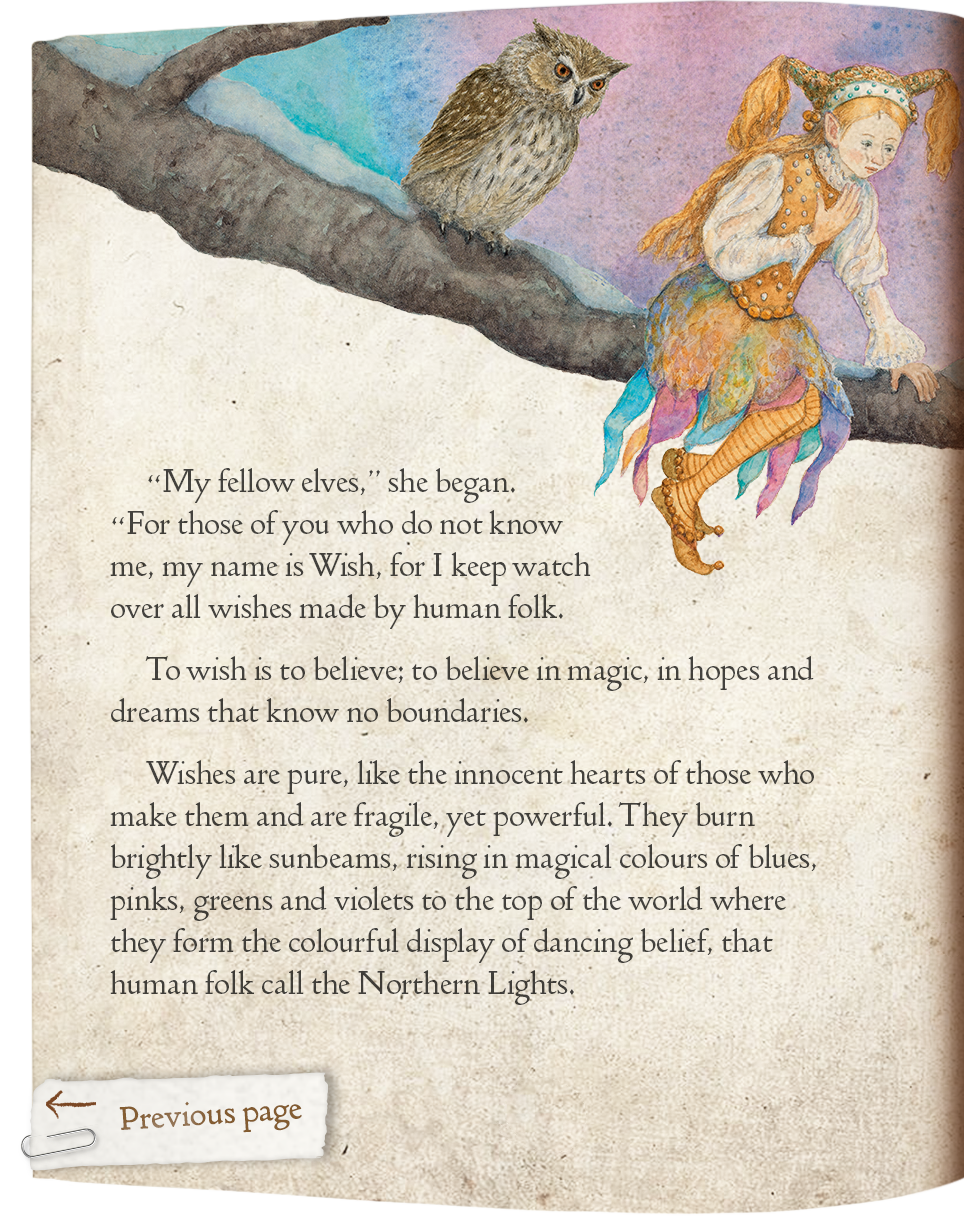 “My fellow elves,” she began.
“For those of you who do not know
me, my name is Wish, for I keep watch
over all wishes made by human folk.
To wish is to believe; to believe in magic, in hopes and
dreams that know no boundaries.
Wishes are pure, like the innocent hearts of those who
make them and are fragile, yet powerful. They burn
brightly like sunbeams, rising in magical colours of blues,
pinks, greens and violets to the top of the world where
they form the colourful display of dancing belief, that
human folk call the Northern Lights.
← Previous page